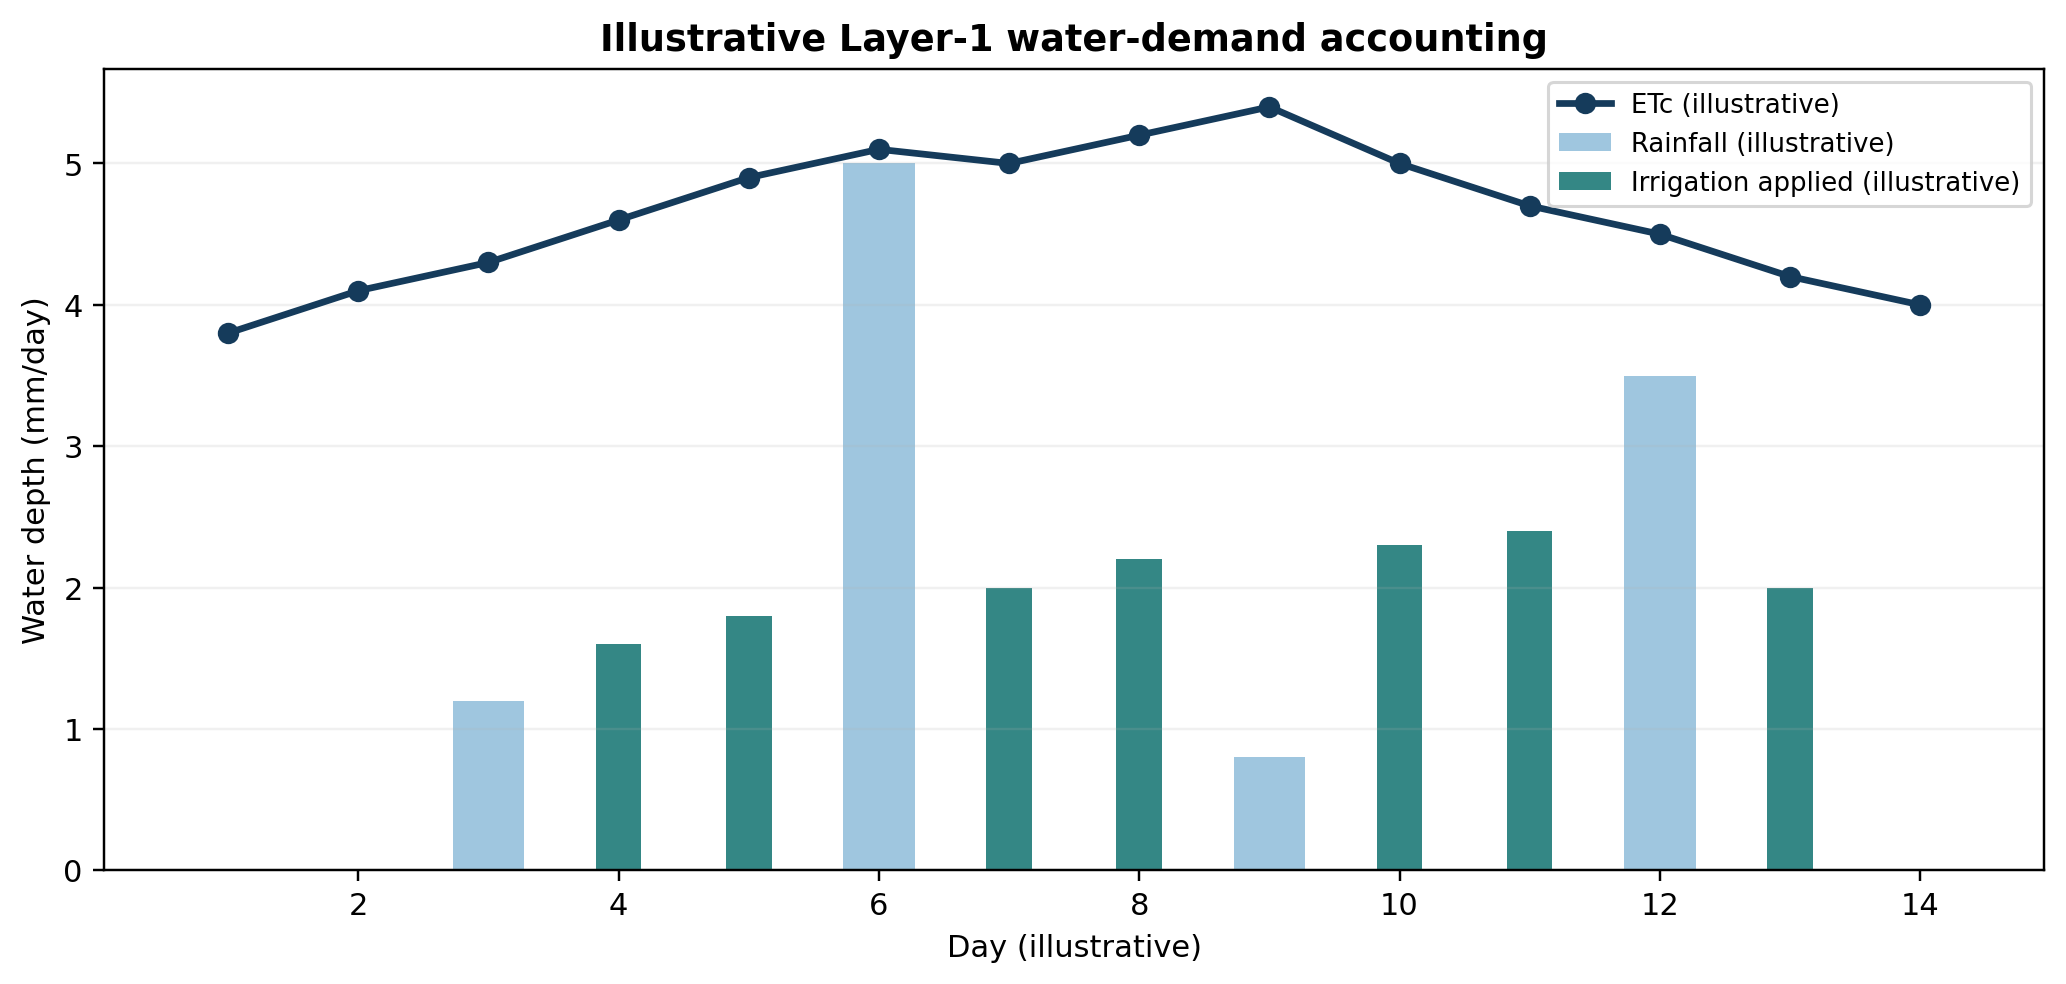 Illustrative Layer-1 water-demand accounting
ETc (illustrative)
Rainfall (illustrative)
Irrigation applied (illustrative)
Water depth (mm/day)
5
4
3
2
1
0
2 4 6 8 10 12 14
Day (illustrative)